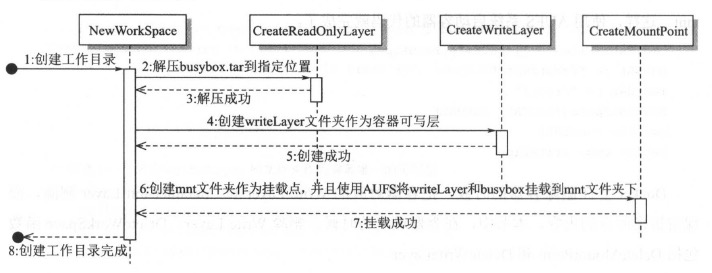 NewWorkSpace
CreateReadOnlyLayer
CreateWriteLayer
CreateMountPoint
1:创建工作目录
2:解压busybox.tar到指定位置
3:解压成功
4:创建writeLayer文件夹作为容器可写层
5:创建成功
6:创建mnt文件夹作为挂载点，并且使用AUFS将writeLayer和busybox挂载到mnt文件夹下
7:挂载成功
8:创建工作目录完成